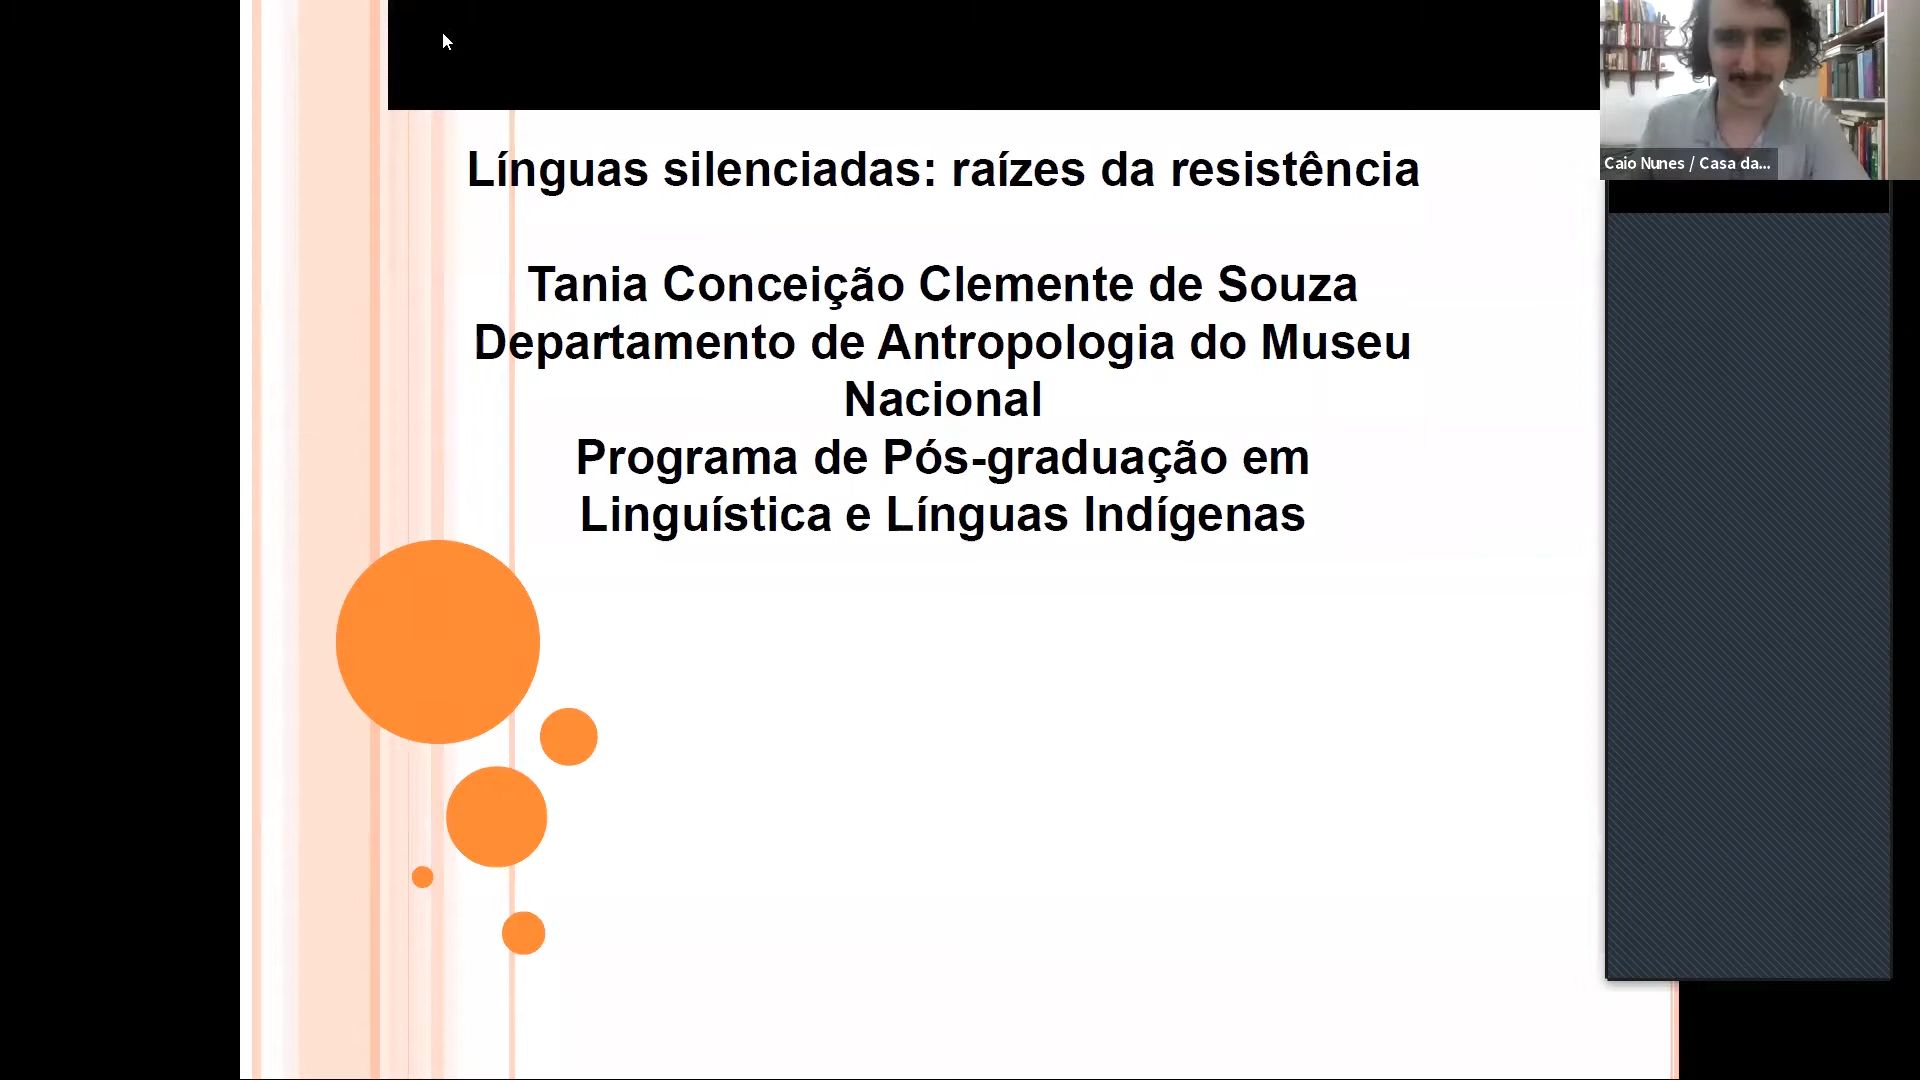 Línguas silenciadas: raízes da resistência
Tania Conceição Clemente de Souza
Departamento de Antropologia do Museu
Nacional
Programa de Pós-graduação em
Linguística e Línguas Indígenas
Caio Nunes / Casa da...